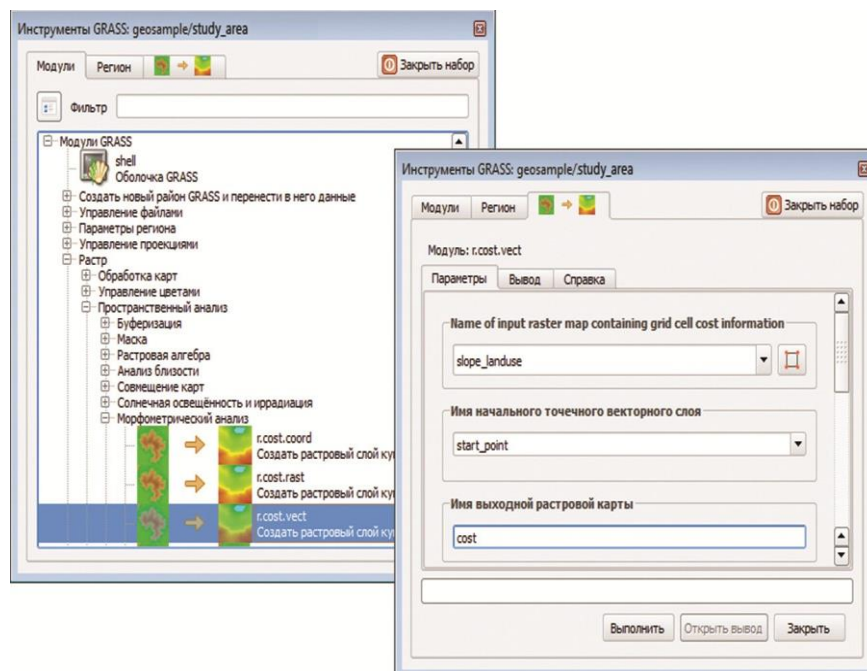 Инструменты GRASS: geosample/study_area
Модули
Регион
Закрыть набор
Фильтр
Модули GRASS
shell
Оболочка GRASS
Создать новый район GRASS и перенести в него данные
Управление файлами
Параметры региона
Управление проекциями
Растр
Обработка карт
Управление цветами
Пространственный анализ
Буферизация
Маска
Растровая алгебра
Анализ близости
Совмещение карт
Солнечная освещённость и иррадиация
Морфометрический анализ
r.cost.coord
Создать растровый слой ку
r.cost.rast
Создать растровый слой ку
r.cost.vect
Создать растровый слой ку
Инструменты GRASS: geosample/study_area
Модули
Регион
Закрыть набор
Модуль: r.cost.vect
Параметры
Вывод
Справка
Name of input raster map containing grid cell cost information
slope_landuse
Имя начального точечного векторного слоя
start_point
Имя выходной растровой карты
cost
Выполнить
Открыть вывод
Закрыть